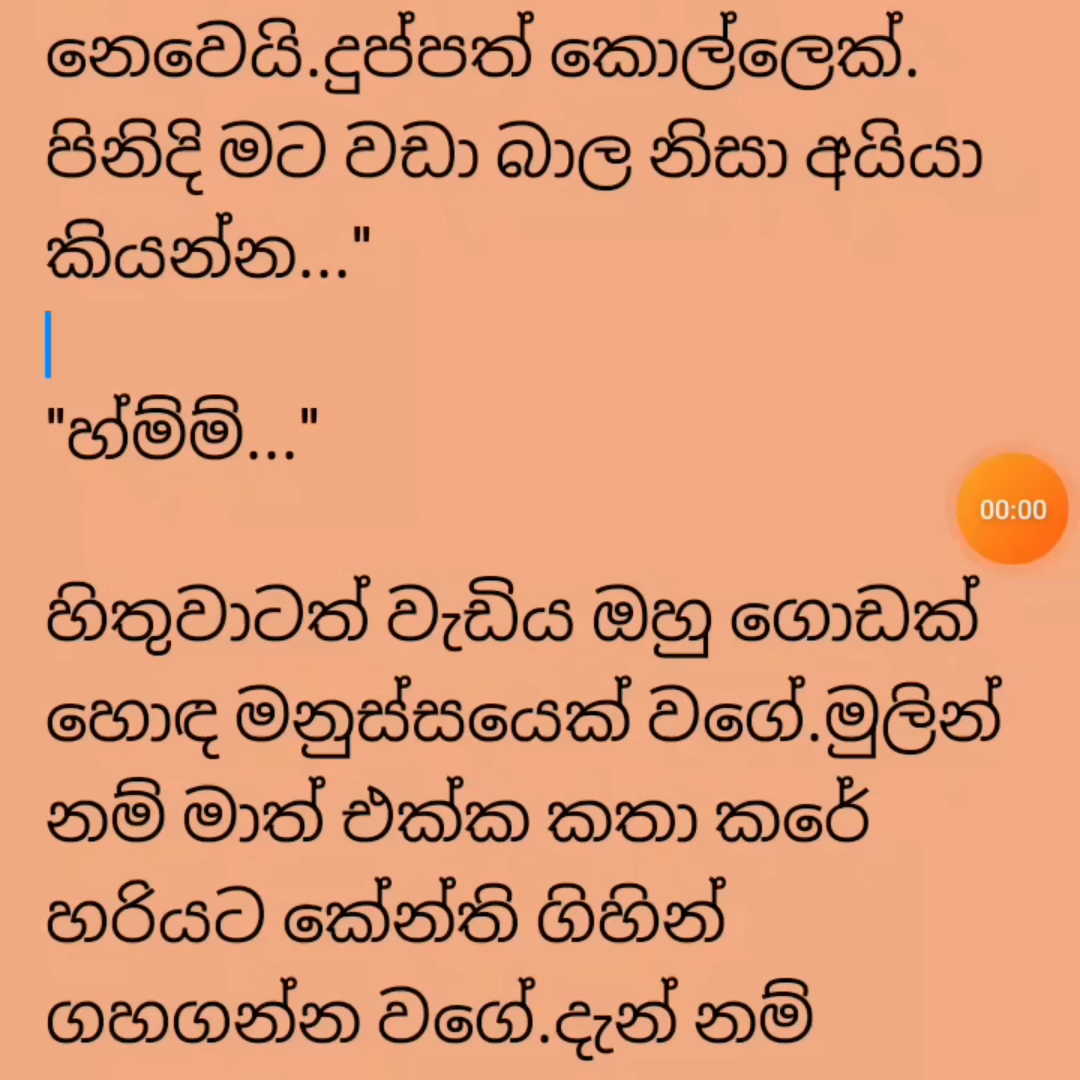 නෙවෙයි.දුප්පත් කොල්ලෙක්.
පිනිදි මට වඩා බාල නිසා අයියා
කියන්න..."
"හ්ම්ම්..."
00:00
හිතුවාටත් වැඩිය ඔහු ගොඩක්
හොඳ මනුස්සයෙක් වගේ.මුලින්
නම් මාත් එක්ක කතා කරේ
හරියට කේන්ති ගිහින්
ගහගන්න වගේ.දැන් නම්